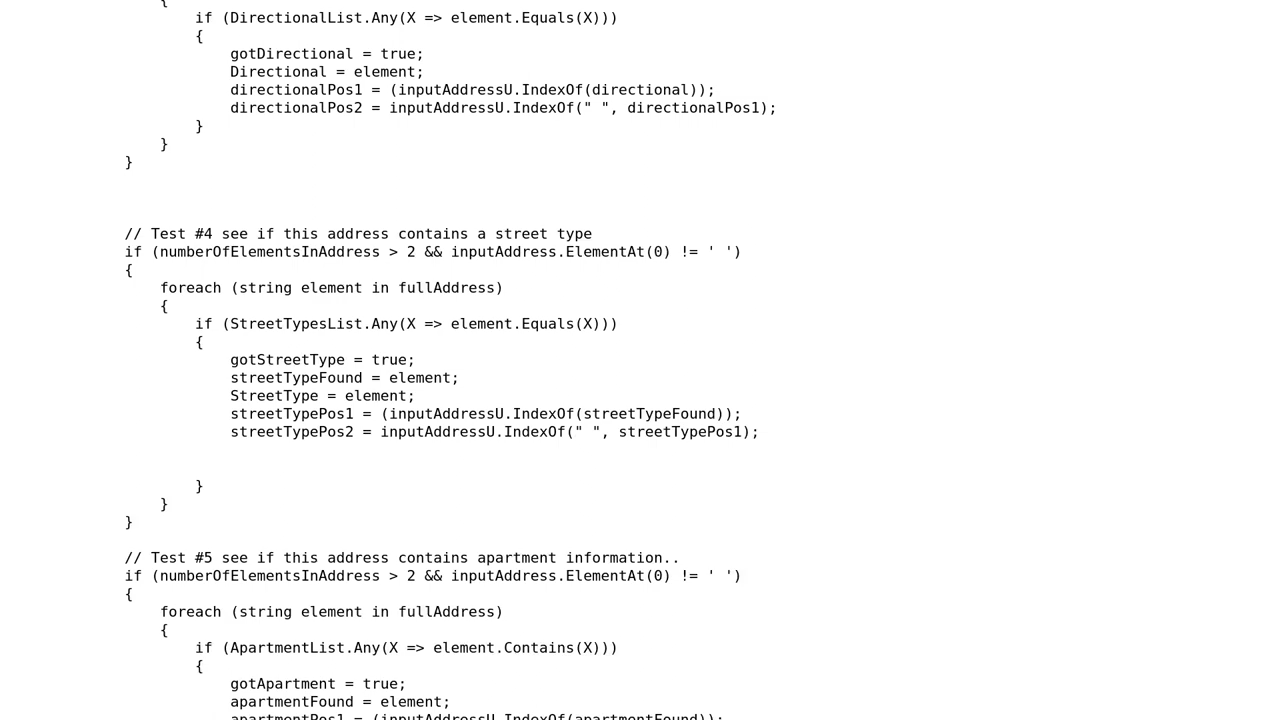 {
if (DirectionalList.Any(X => element.Equals(X)))
{
gotDirectional = true;
Directional = element;
directionalPos1 = (inputAddressU.IndexOf(directional));
directionalPos2 = inputAddressU.IndexOf(" ", directionalPos1);
}
}
}
// Test #4 see if this address contains a street type
if (numberOfElementsInAddress > 2 && inputAddress.ElementAt(0) != ' ')
{
foreach (string element in fullAddress)
{
if (StreetTypesList.Any(X => element.Equals(X)))
{
gotStreetType = true;
streetTypeFound = element;
StreetType = element;
streetTypePos1 = (inputAddressU.IndexOf(streetTypeFound));
streetTypePos2 = inputAddressU.IndexOf(" ", streetTypePos1);
}
}
}
// Test #5 see if this address contains apartment information..
if (numberOfElementsInAddress > 2 && inputAddress.ElementAt(0) != ' ')
{
foreach (string element in fullAddress)
{
if (ApartmentList.Any(X => element.Contains(X)))
{
gotApartment = true;
apartmentFound = element;
apartmentPos1 = (inputAddressU.IndexOf(apartmentFound));